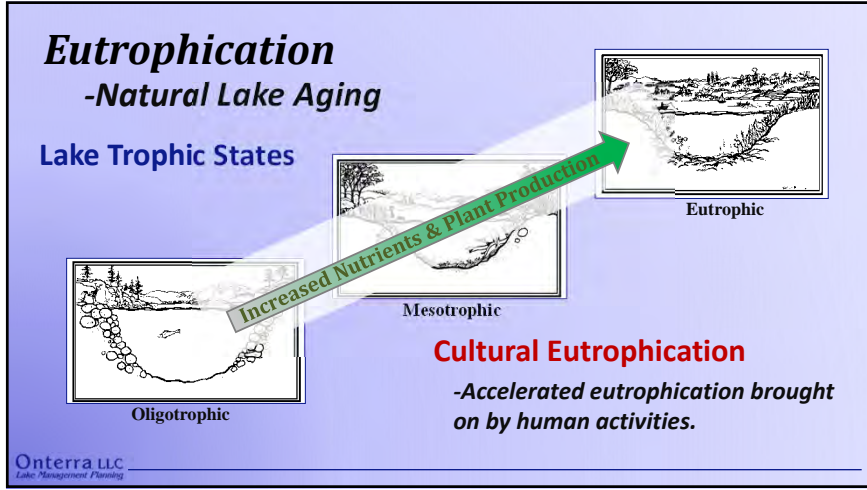 Eutrophication
-Natural Lake Aging
Lake Trophic States
Increased Nutrients & Plant Production
Eutrophic
Mesotrophic
Oligotrophic
Cultural Eutrophication
-Accelerated eutrophication brought
on by human activities.
Onterra LLC
Lake Management Planning